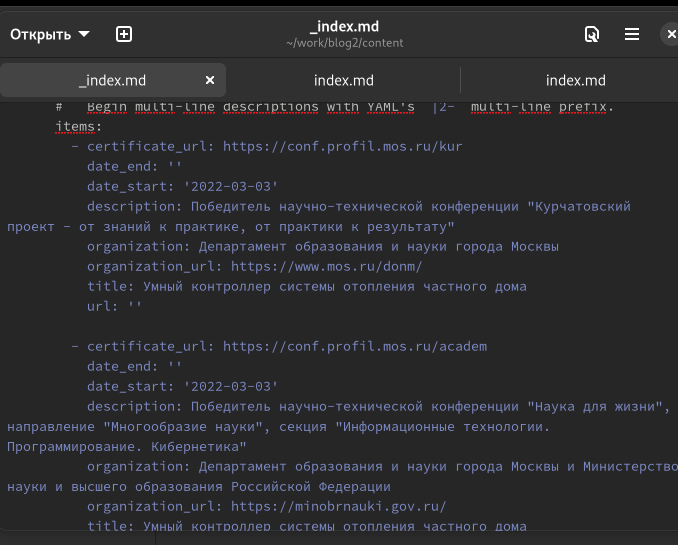 Открыть
_index.md
~/work/blog2/content
_index.md
index.md
index.md
# Begin multi-line descriptions with YAML's |2- multi-line prefix.
items:
- certificate_url: https://conf.profil.mos.ru/kur
date_end: ''
date_start: '2022-03-03'
description: Победитель научно-технической конференции "Курчатовский
проект – от знаний к практике, от практики к результату"
organization: Департамент образования и науки города Москвы
organization_url: https://www.mos.ru/donm/
title: Умный контроллер системы отопления частного дома
url: ''
- certificate_url: https://conf.profil.mos.ru/academ
date_end: ''
date_start: '2022-03-03'
description: Победитель научно-технической конференции "Наука для жизни",
направление "Многообразие науки", секция "Информационные технологии.
Программирование. Кибернетика"
organization: Департамент образования и науки города Москвы и Министерство
науки и высшего образования Российской Федерации
organization_url: https://minobrnauki.gov.ru/
title: Умный контроллер системы отопления частного дома